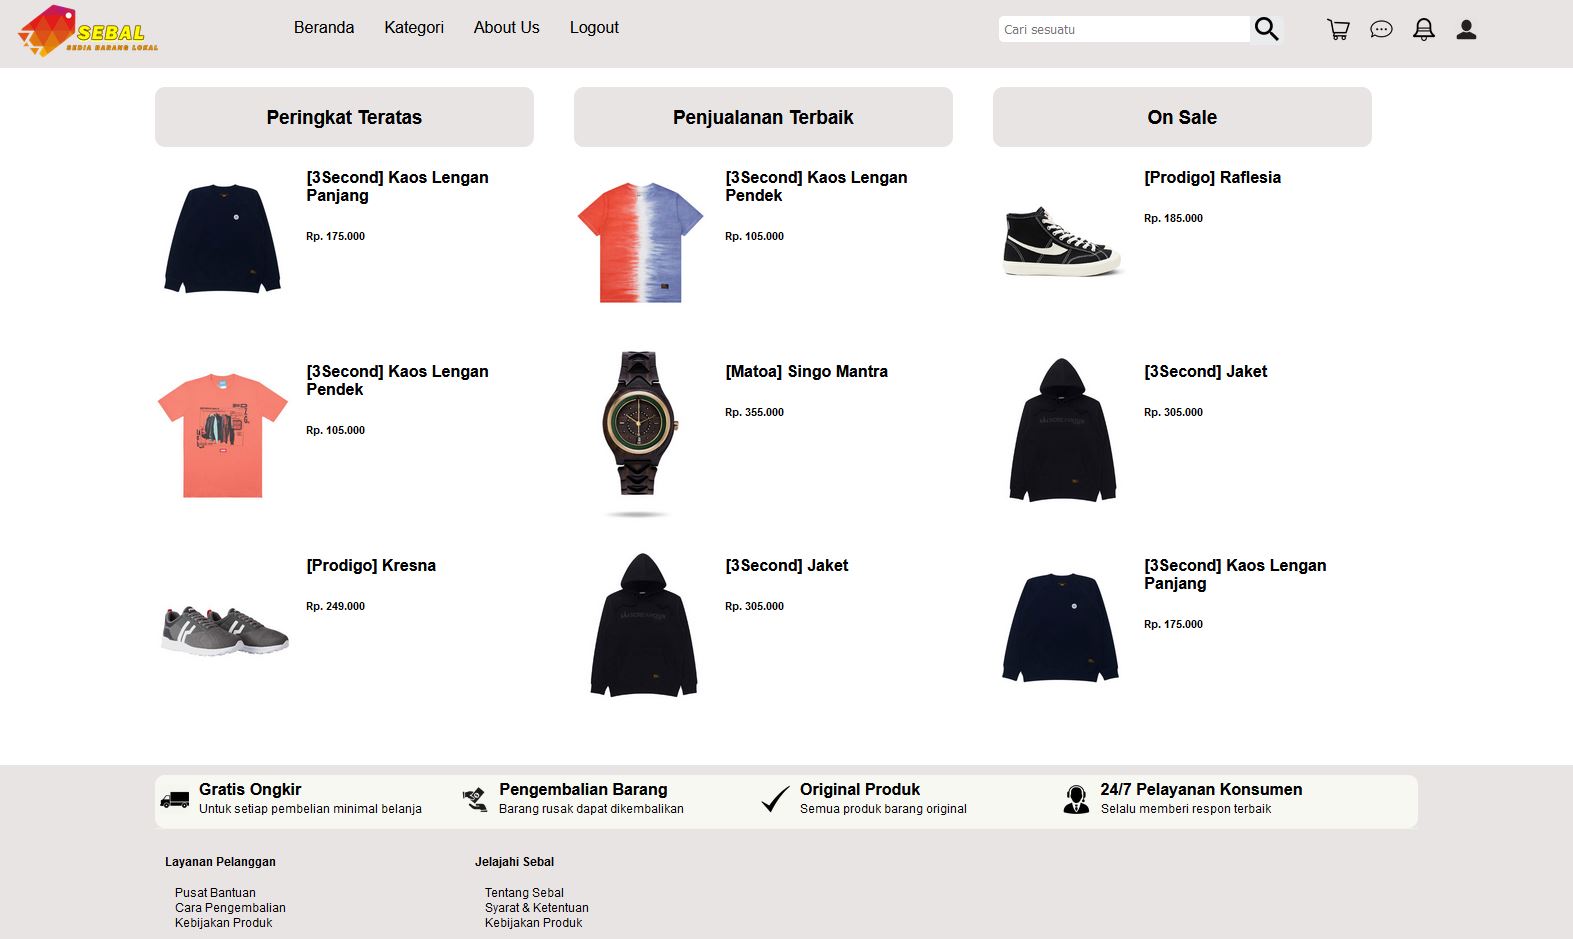 SEBAL
SEDIA BARANG LOKAL
Beranda
Kategori
About Us
Logout
Cari sesuatu
Peringkat Teratas
[3Second] Kaos Lengan
Panjang
Rp. 175.000
[3Second] Kaos Lengan
Pendek
Rp. 105.000
[Prodigo] Kresna
Rp. 249.000
Penjualanan Terbaik
[3Second] Kaos Lengan
Pendek
Rp. 105.000
[Matoa] Singo Mantra
Rp. 355.000
[3Second] Jaket
Rp. 305.000
On Sale
[Prodigo] Raflesia
Rp. 185.000
[3Second] Jaket
Rp. 305.000
[3Second] Kaos Lengan
Panjang
Rp. 175.000
Gratis Ongkir
Untuk setiap pembelian minimal belanja
Pengembalian Barang
Barang rusak dapat dikembalikan
Original Produk
Semua produk barang original
24/7 Pelayanan Konsumen
Selalu memberi respon terbaik
Layanan Pelanggan
Pusat Bantuan
Cara Pengembalian
Kebijakan Produk
Jelajahi Sebal
Tentang Sebal
Syarat & Ketentuan
Kebijakan Produk